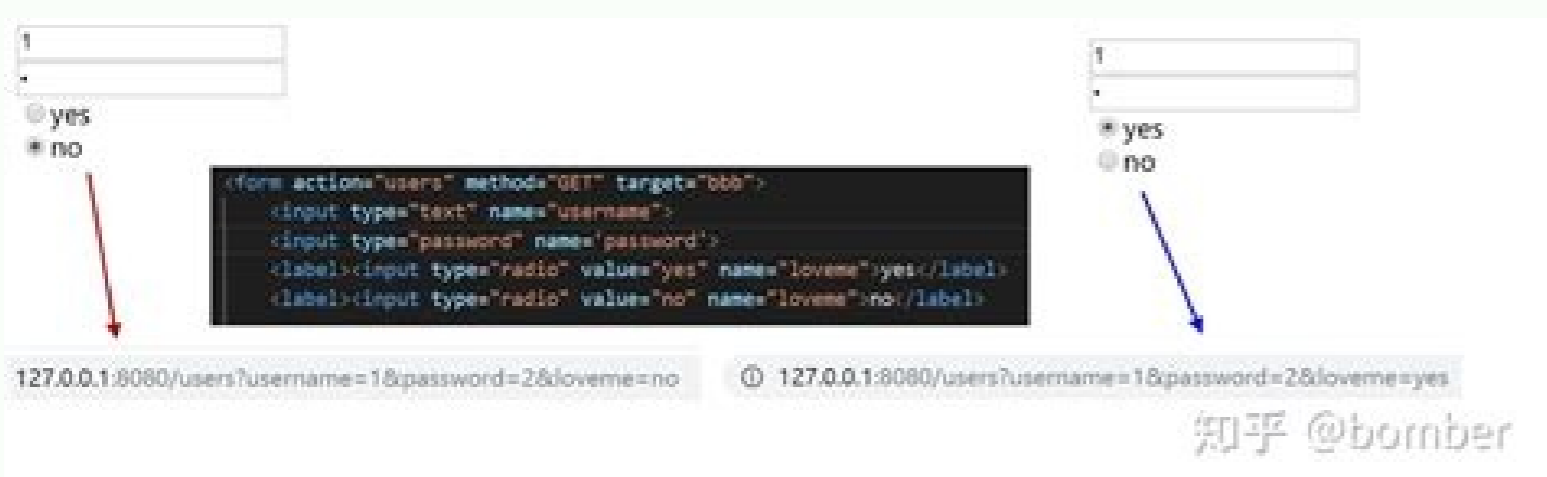 1
•
yes
no
1
•
yes
no
<form action="users" method="GET" target="bbb">
<input type="text" name="username">
<input type="password" name='password'>
<label><input type="radio" value="yes" name="loveme">yes</label>
<label><input type="radio" value="no" name="loveme">no</label>
127.0.0.1:8080/users?username=1&password=2&loveme=no
127.0.0.1:8080/users?username=1&password=2&loveme=yes
知乎 @bomber